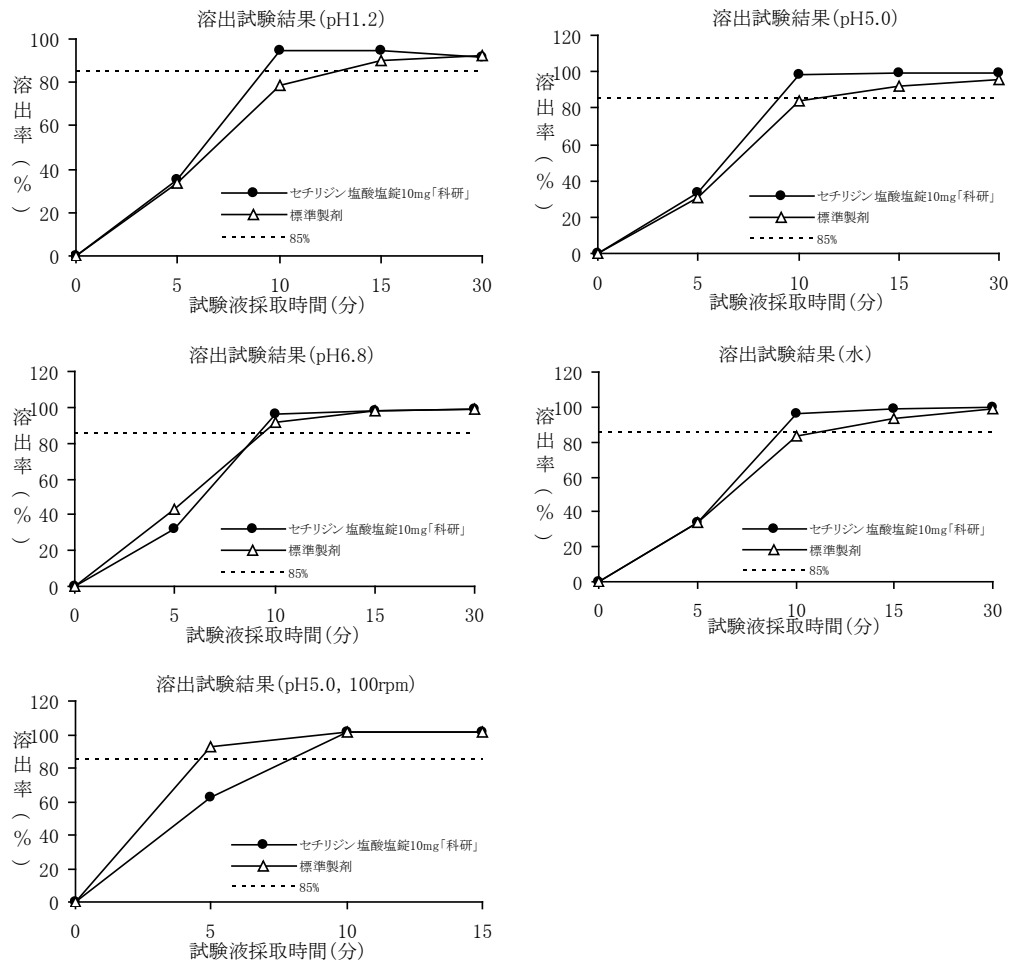 溶出試験結果(pH1.2)
100
80
60
40
20
0
溶出率(%)
セチリジン塩酸塩錠10mg「科研」
標準製剤
85%
0 5 10 15 30
試験液採取時間(分)
溶出試験結果(pH5.0)
120
100
80
60
40
20
0
溶出率(%)
セチリジン塩酸塩錠10mg「科研」
標準製剤
85%
0 5 10 15 30
試験液採取時間(分)
溶出試験結果(pH6.8)
120
100
80
60
40
20
0
溶出率(%)
セチリジン塩酸塩錠10mg「科研」
標準製剤
85%
0 5 10 15 30
試験液採取時間(分)
溶出試験結果(水)
120
100
80
60
40
20
0
溶出率(%)
セチリジン塩酸塩錠10mg「科研」
標準製剤
85%
0 5 10 15 30
試験液採取時間(分)
溶出試験結果(pH5.0, 100rpm)
120
100
80
60
40
20
0
溶出率(%)
セチリジン塩酸塩錠10mg「科研」
標準製剤
85%
0 5 10 15
試験液採取時間(分)